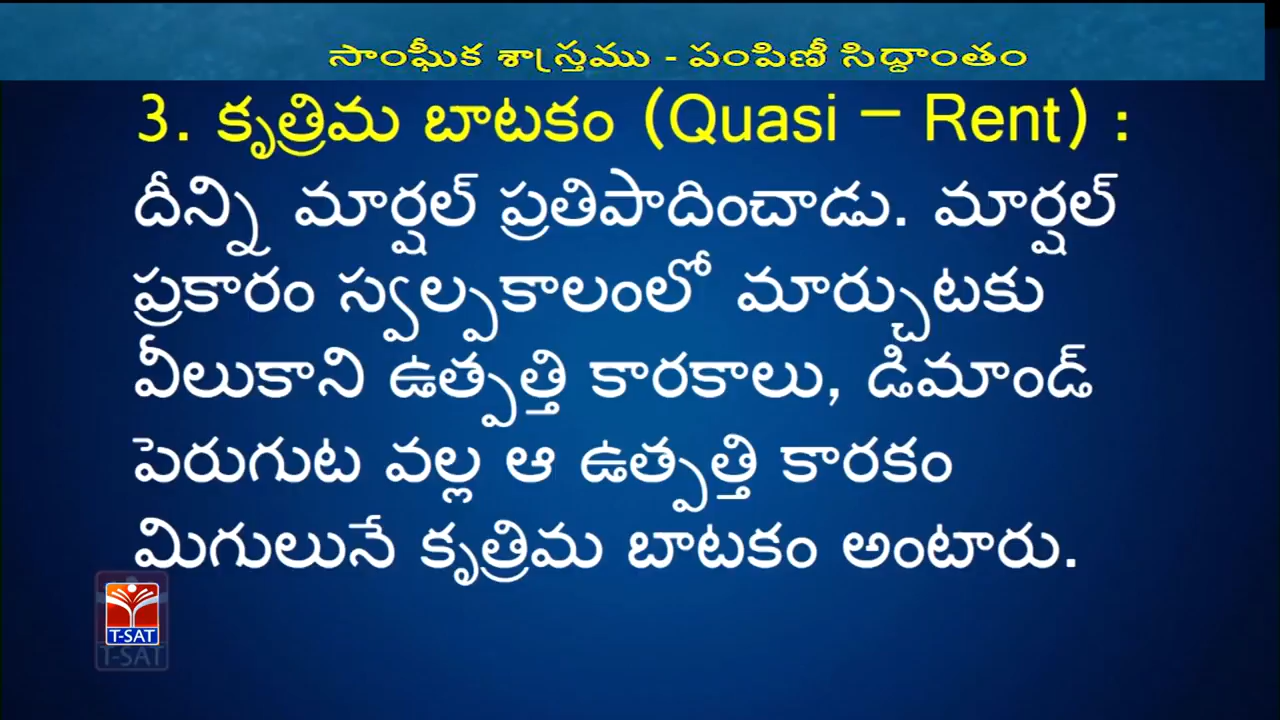 సాంఘీక శాస్త్రము - పంపిణీ సిద్దాంతం
3. కృత్రిమ బాటకం (Quasi – Rent) :
దీన్ని మార్షల్ ప్రతిపాదించాడు. మార్షల్
ప్రకారం స్వల్పకాలంలో మార్చుటకు
వీలుకాని ఉత్పత్తి కారకాలు, డిమాండ్
పెరుగుట వల్ల ఆ ఉత్పత్తి కారకం
మిగులునే కృత్రిమ బాటకం అంటారు.
T-SAT
T-SAT